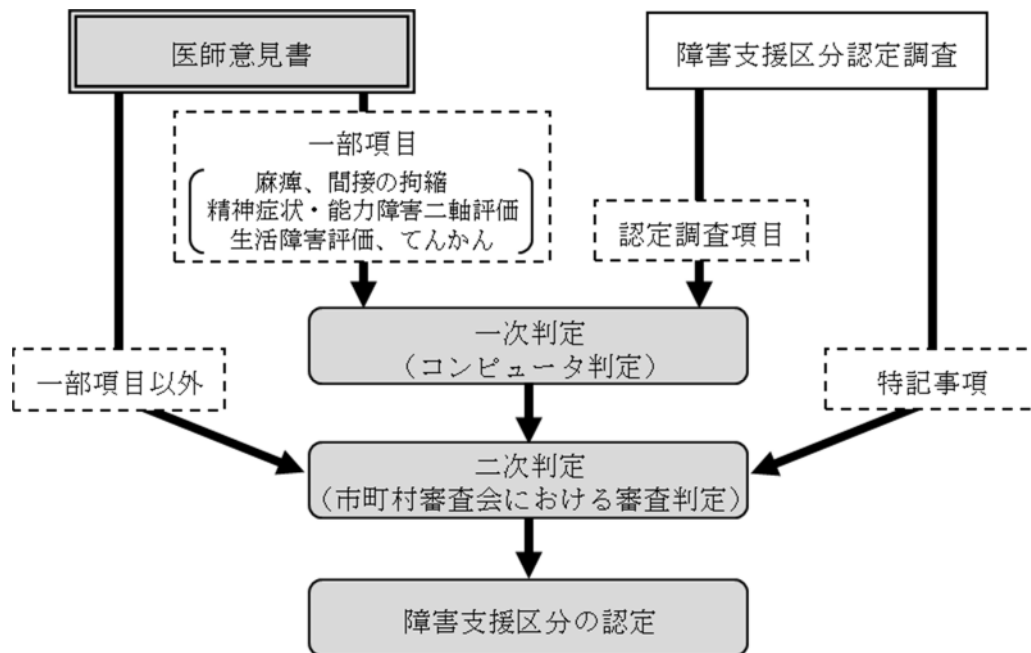 医師意見書
障害支援区分認定調査
一部項目
麻痺、間接の拘縮
精神症状・能力障害二軸評価
生活障害評価、てんかん
認定調査項目
一次判定
（コンピュータ判定）
一部項目以外
特記事項
二次判定
（市町村審査会における審査判定）
障害支援区分の認定